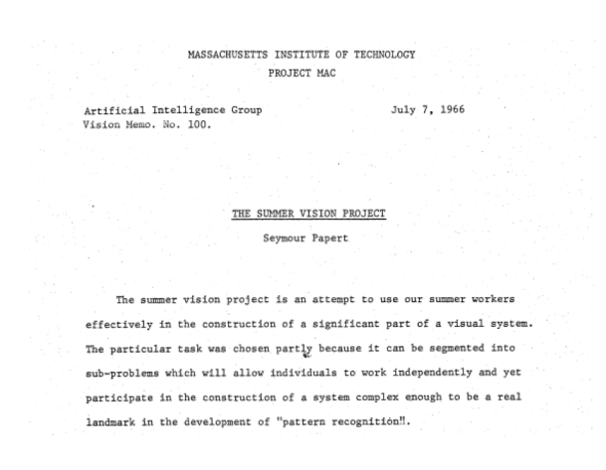 MASSACHUSETTS INSTITUTE OF TECHNOLOGY
PROJECT MAC
Artificial Intelligence Group July 7, 1966
Vision Memo. No. 100.
THE SUMMER VISION PROJECT
Seymour Papert
The summer vision project is an attempt to use our summer workers
effectively in the construction of a significant part of a visual system.
The particular task was chosen partly because it can be segmented into
sub-problems which will allow individuals to work independently and yet
participate in the construction of a system complex enough to be a real
landmark in the development of "pattern recognition".